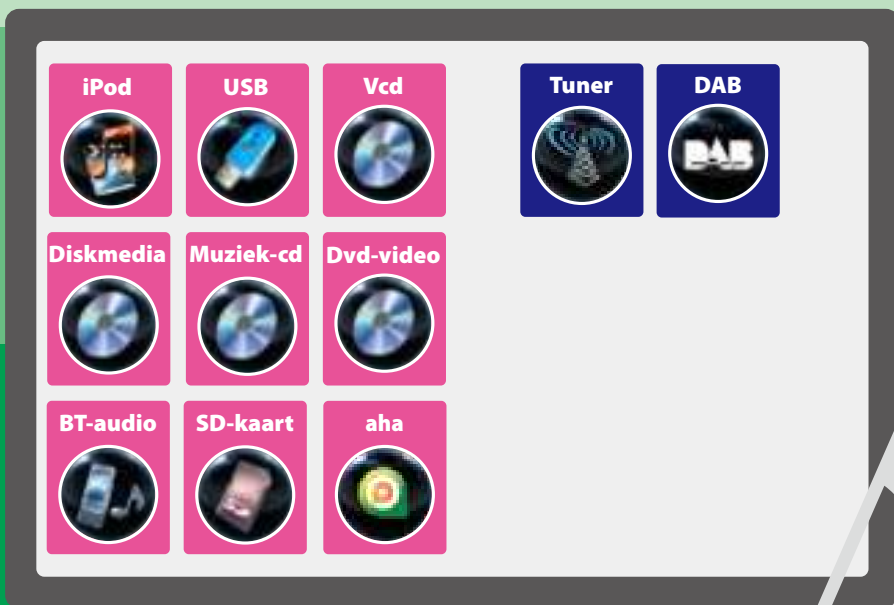 iPod USB Vcd Tuner DAB
DAB
Diskmedia Muziek-cd Dvd-video
BT-audio SD-kaart aha